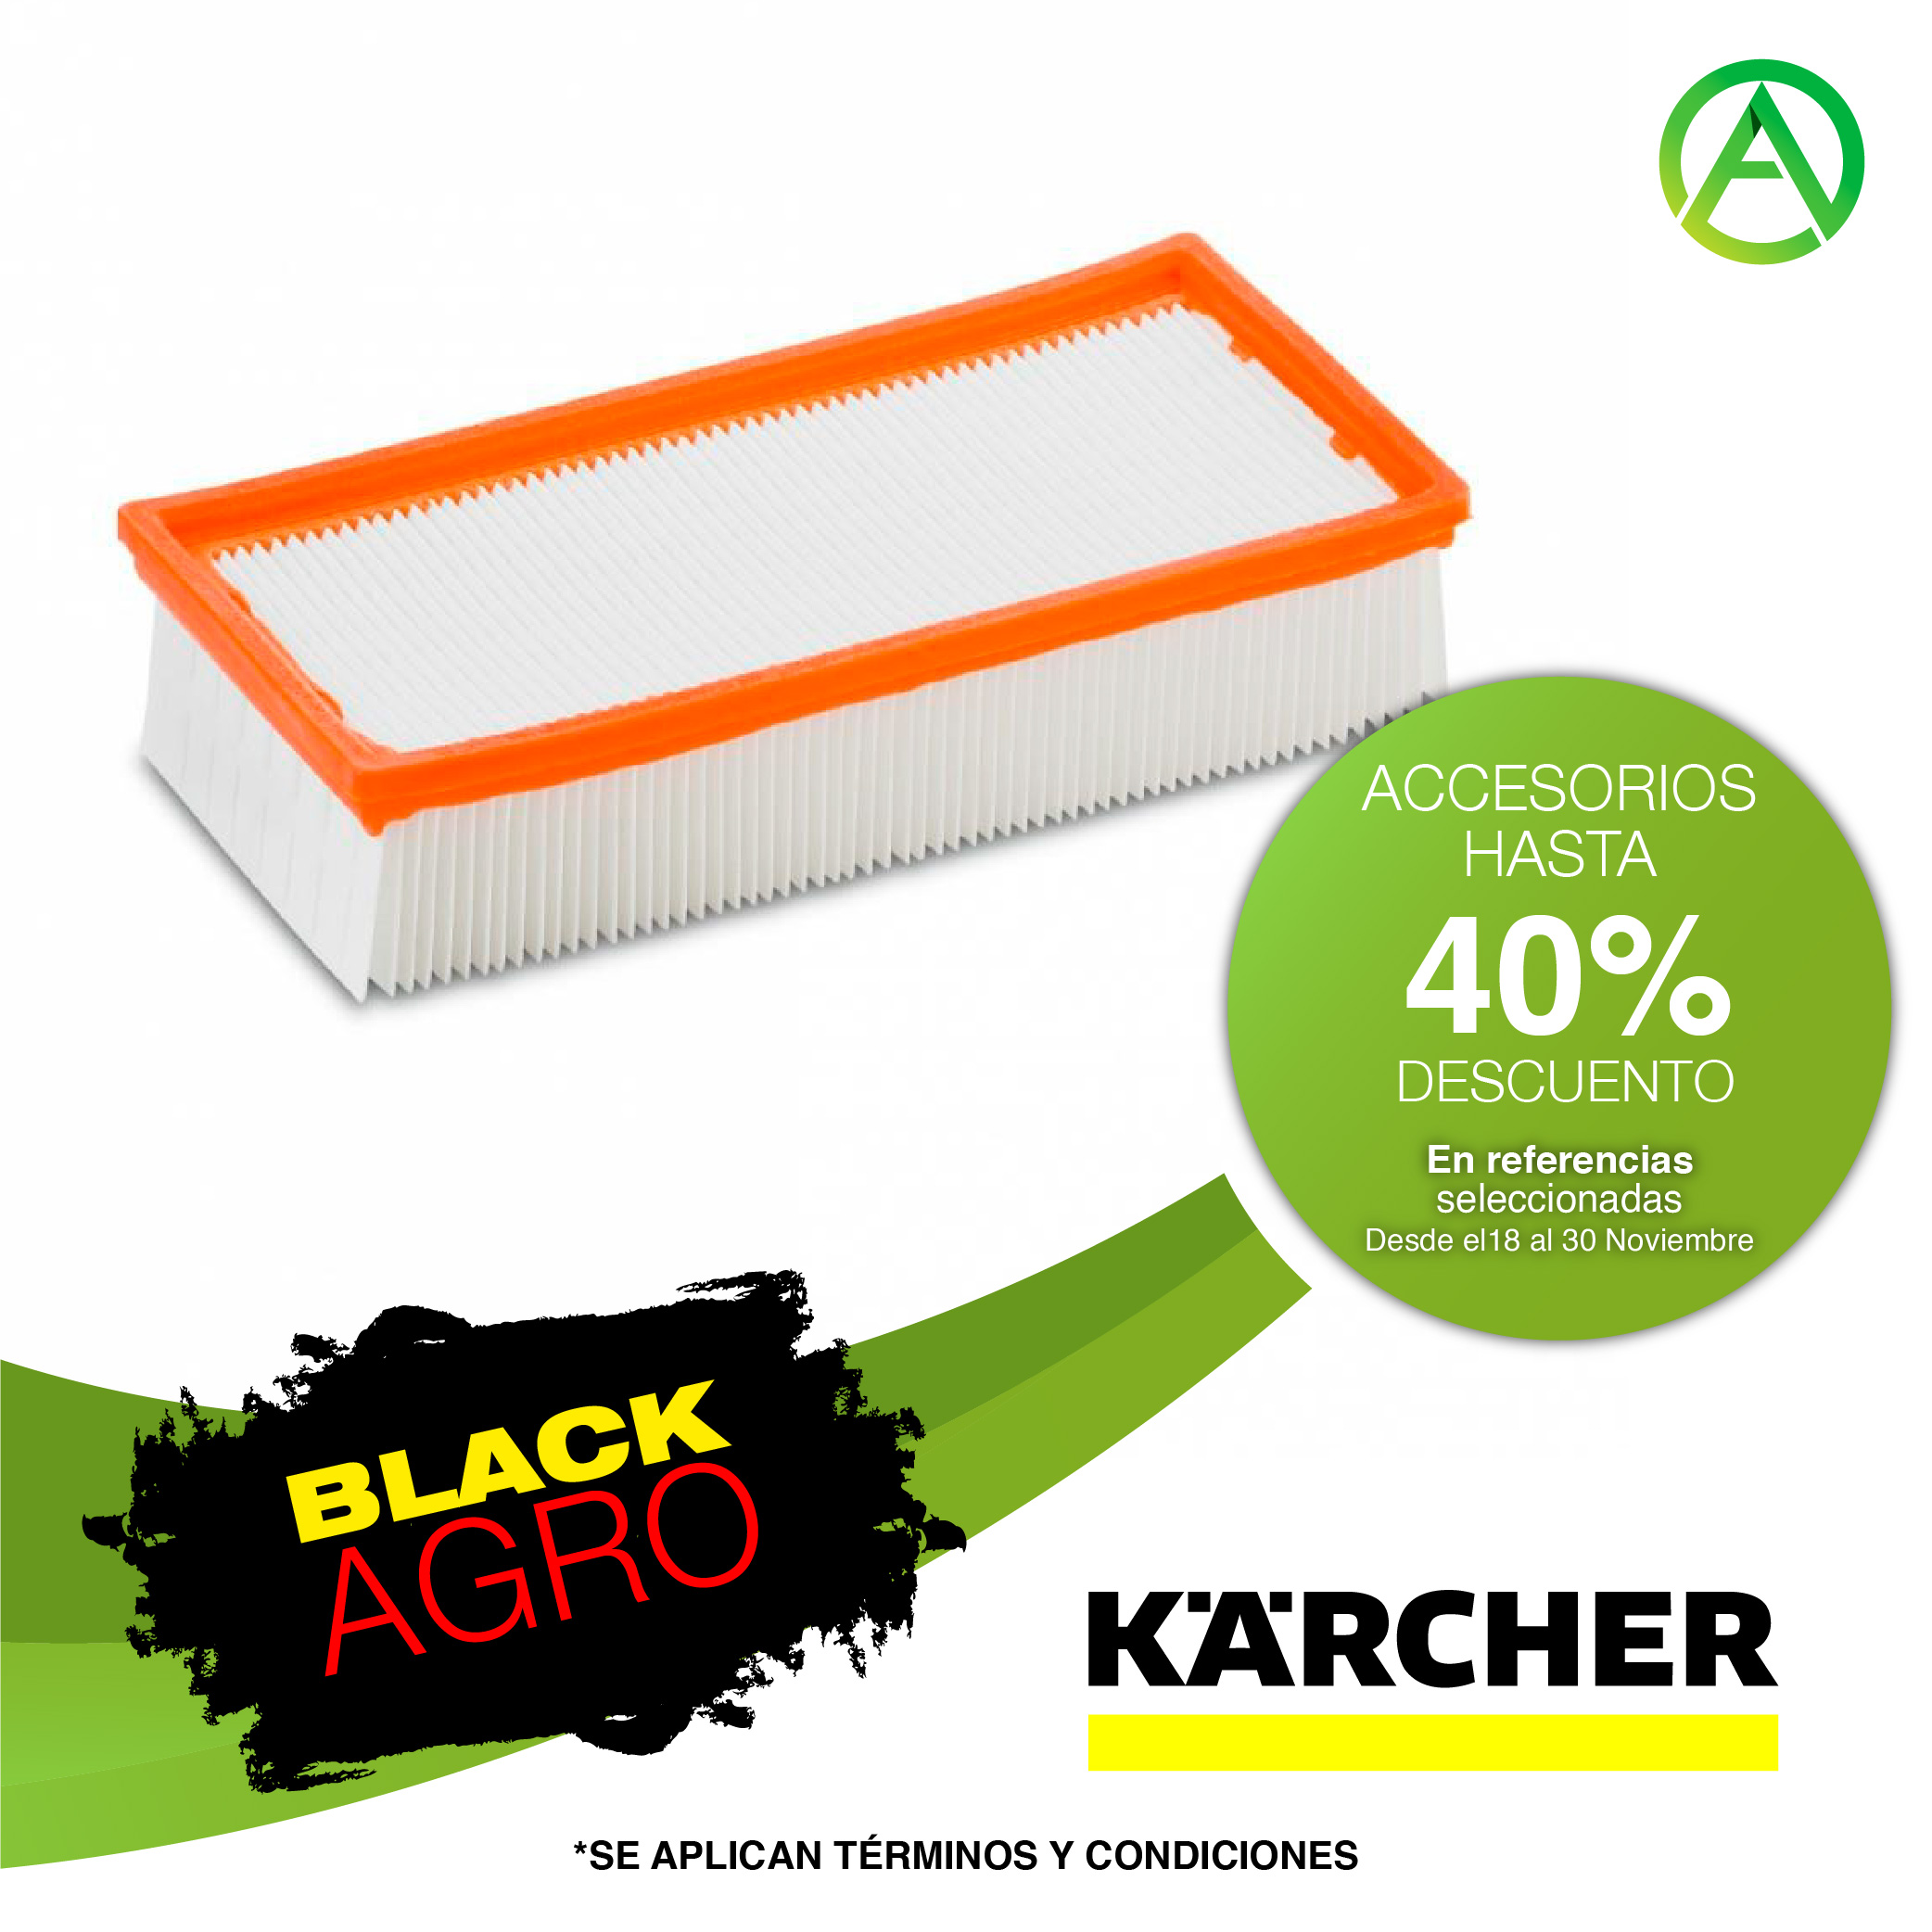 ACCESORIOS
HASTA
40%
DESCUENTO
En referencias
seleccionadas
Desde el18 al 30 Noviembre
BLACK
AGRO
KÄRCHER
*SE APLICAN TÉRMINOS Y CONDICIONES